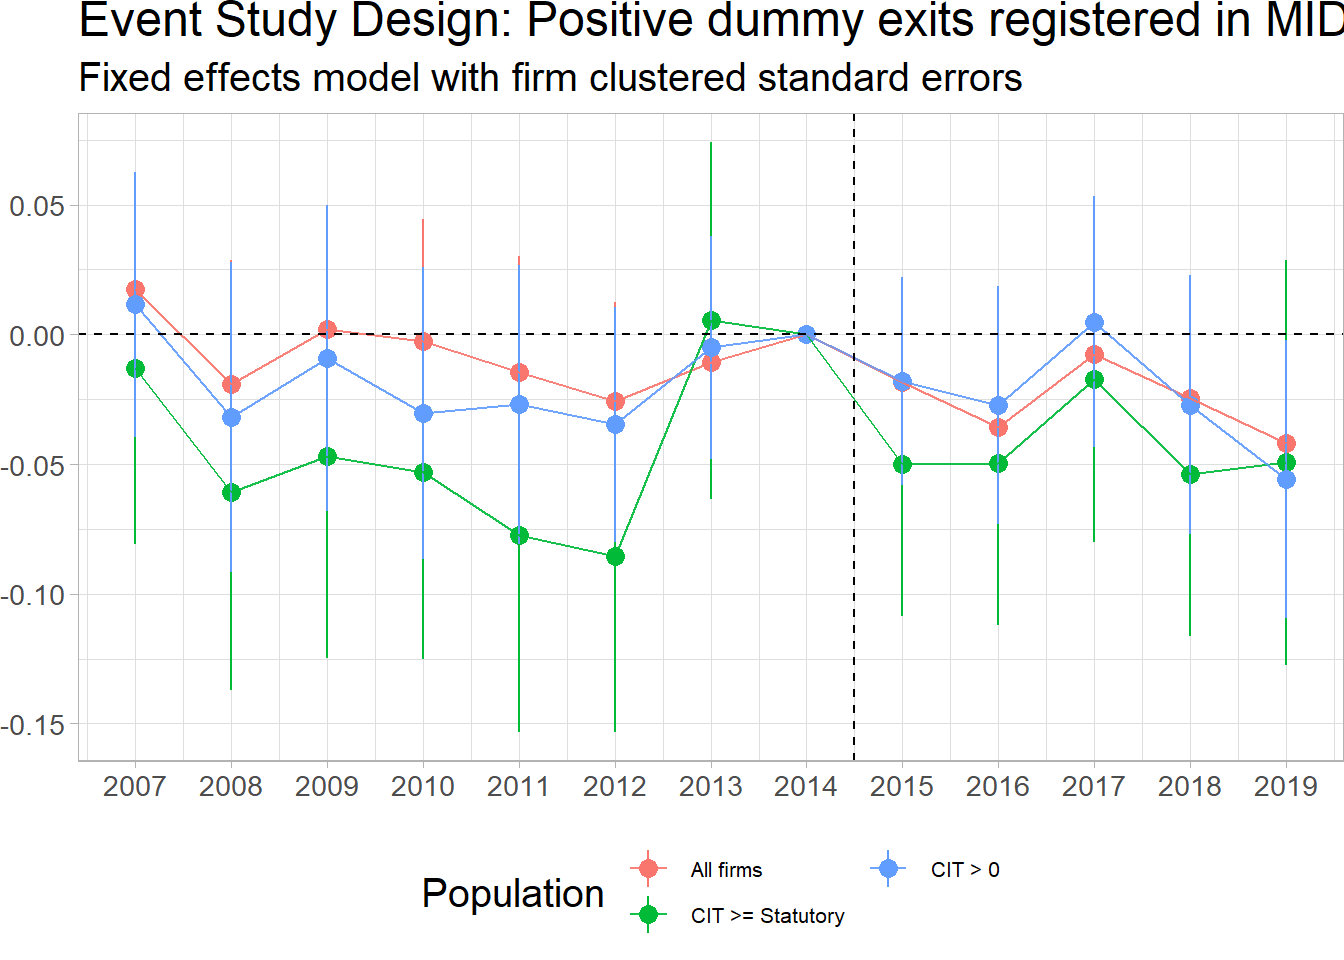 Event Study Design: Positive dummy exits registered in MID
Fixed effects model with firm clustered standard errors
0.05
0.00
-0.05
-0.10
-0.15
2007 2008 2009 2010 2011 2012 2013 2014 2015 2016 2017 2018 2019
Population
All firms
CIT > 0
CIT >= Statutory